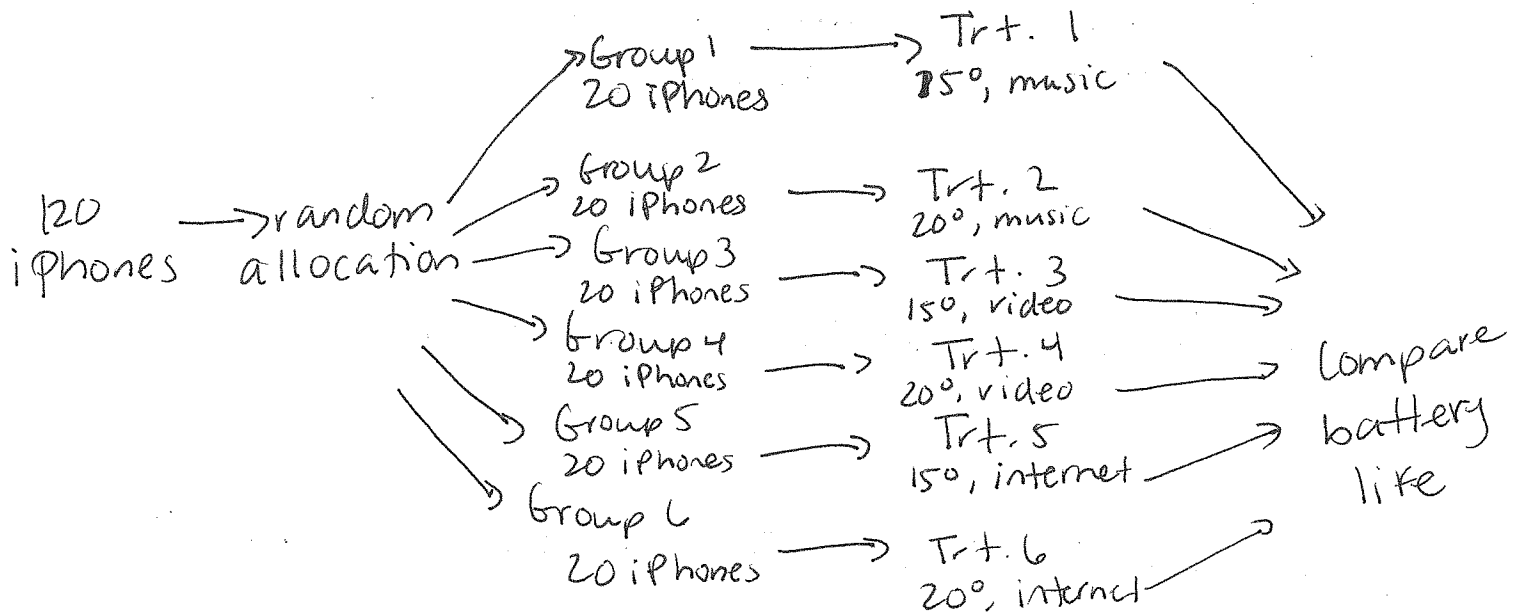 120
iphones
random
allocation
Group 1
20 iPhones
Trt. 1
15°, music
Group 2
20 iPhones
Trt. 2
20°, music
Group 3
20 iPhones
Trt. 3
15°, video
Group 4
20 iPhones
Trt. 4
20°, video
Group 5
20 iPhones
Trt. 5
15°, internet
Group 6
20 iPhones
Trt. 6
20°, internet
Compare
battery
life